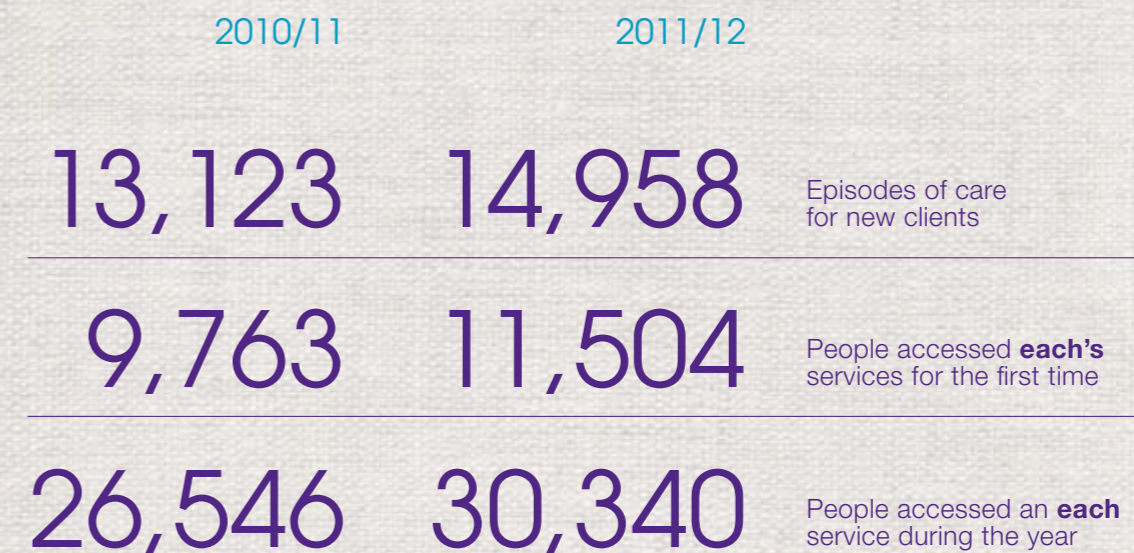 2010/11 2011/12
13,123 14,958 Episodes of care
for new clients
9,763 11,504 People accessed each's
services for the first time
26,546 30,340 People accessed an each
service during the year